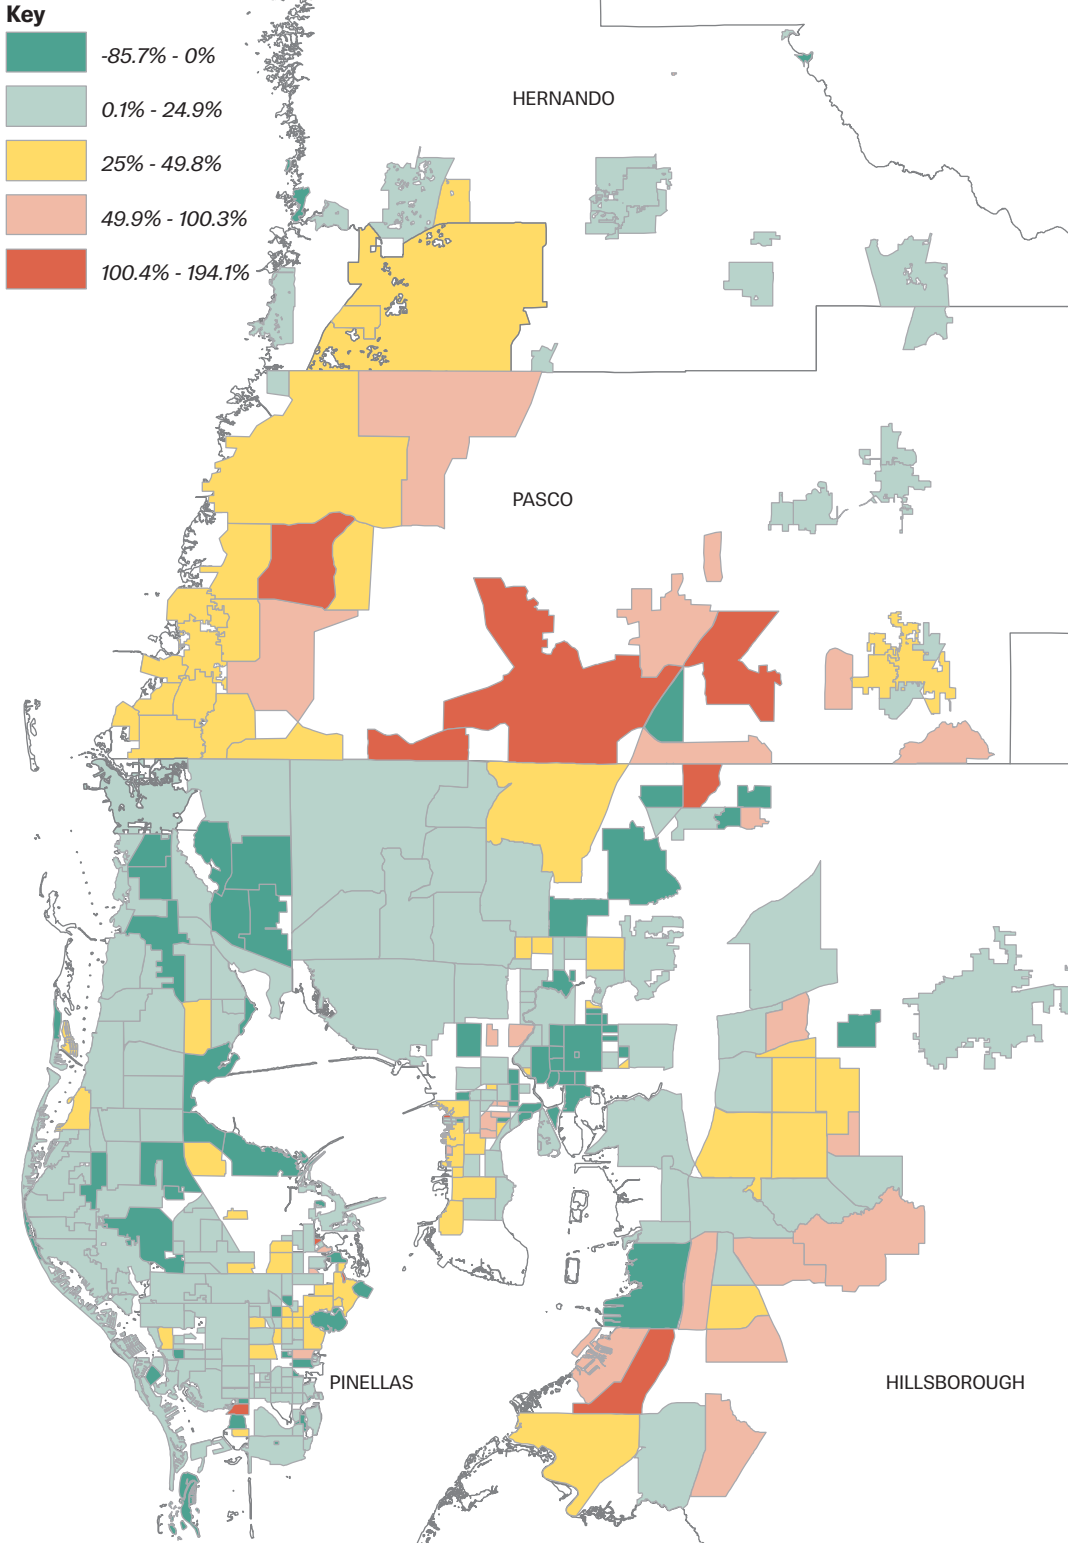 Key
-85.7% - 0%
0.1% - 24.9%
25% - 49.8%
49.9% - 100.3%
100.4% - 194.1%
HERNANDO
PASCO
PINELLAS
HILLSBOROUGH